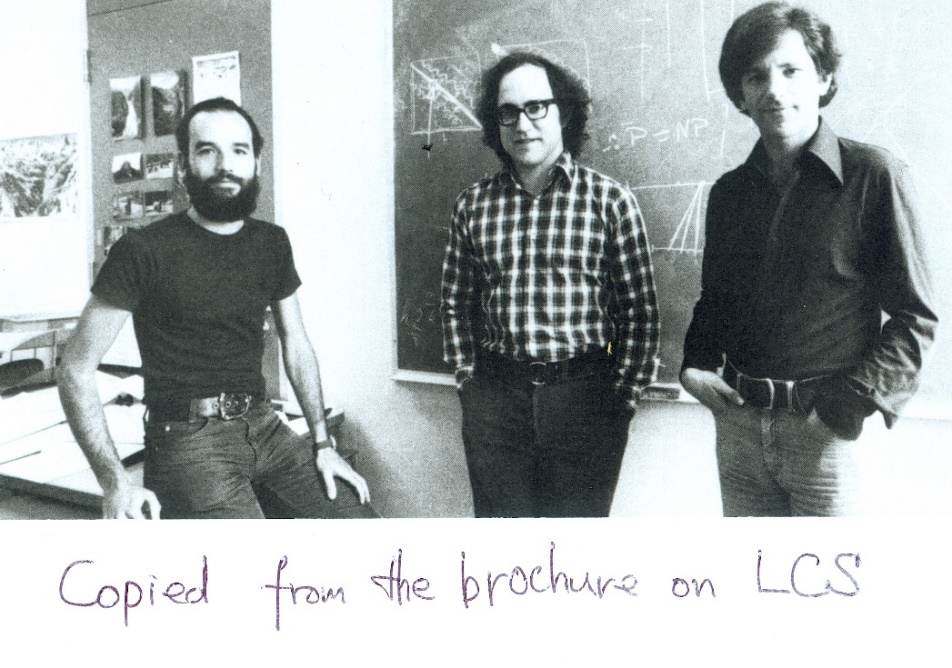 ∴ P = NP
Copied from the brochure on LCS